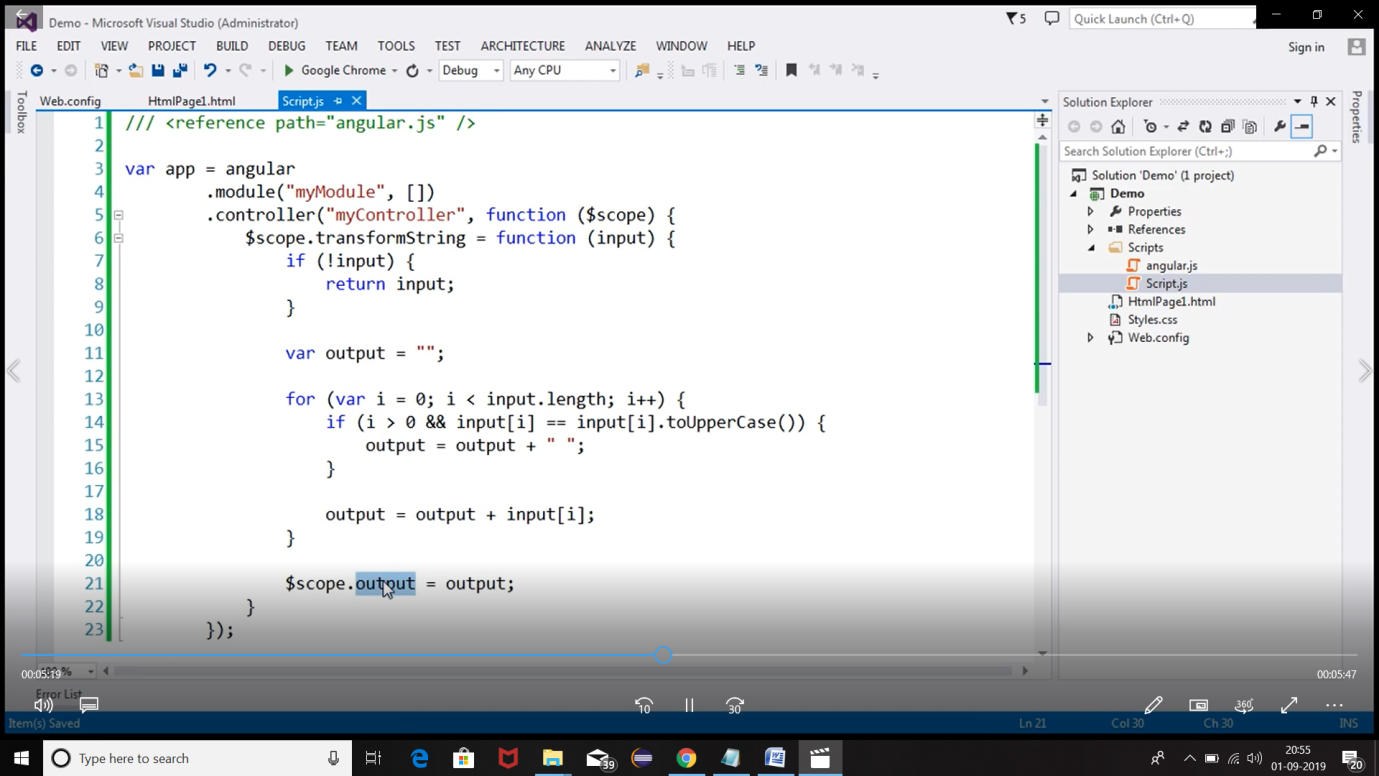 Demo - Microsoft Visual Studio (Administrator)
5
Quick Launch (Ctrl+Q)
FILE EDIT VIEW PROJECT BUILD DEBUG TEAM TOOLS TEST ARCHITECTURE ANALYZE WINDOW HELP
Sign in
Google Chrome Debug Any CPU
Toolbox
Web.config HtmlPage1.html Script.js
1 /// <reference path="angular.js" />
2
3 var app = angular
4 .module("myModule", [])
5 .controller("myController", function ($scope) {
6 $scope.transformString = function (input) {
7 if (!input) {
8 return input;
9 }
10
11 var output = "";
12
13 for (var i = 0; i < input.length; i++) {
14 if (i > 0 && input[i] == input[i].toUpperCase()) {
15 output = output + " ";
16 }
17
18 output = output + input[i];
19 }
20
21 $scope.output = output;
22 }
23 });
Solution Explorer
Search Solution Explorer (Ctrl+;)
Solution 'Demo' (1 project)
Demo
Properties
References
Scripts
angular.js
Script.js
HtmlPage1.html
Styles.css
Web.config
Properties
00:05:19
00:05:47
Error List
10
30
360°
Item(s) Saved
Ln 21 Col 30 Ch 30 INS
Type here to search
39
20:55
01-09-2019
20